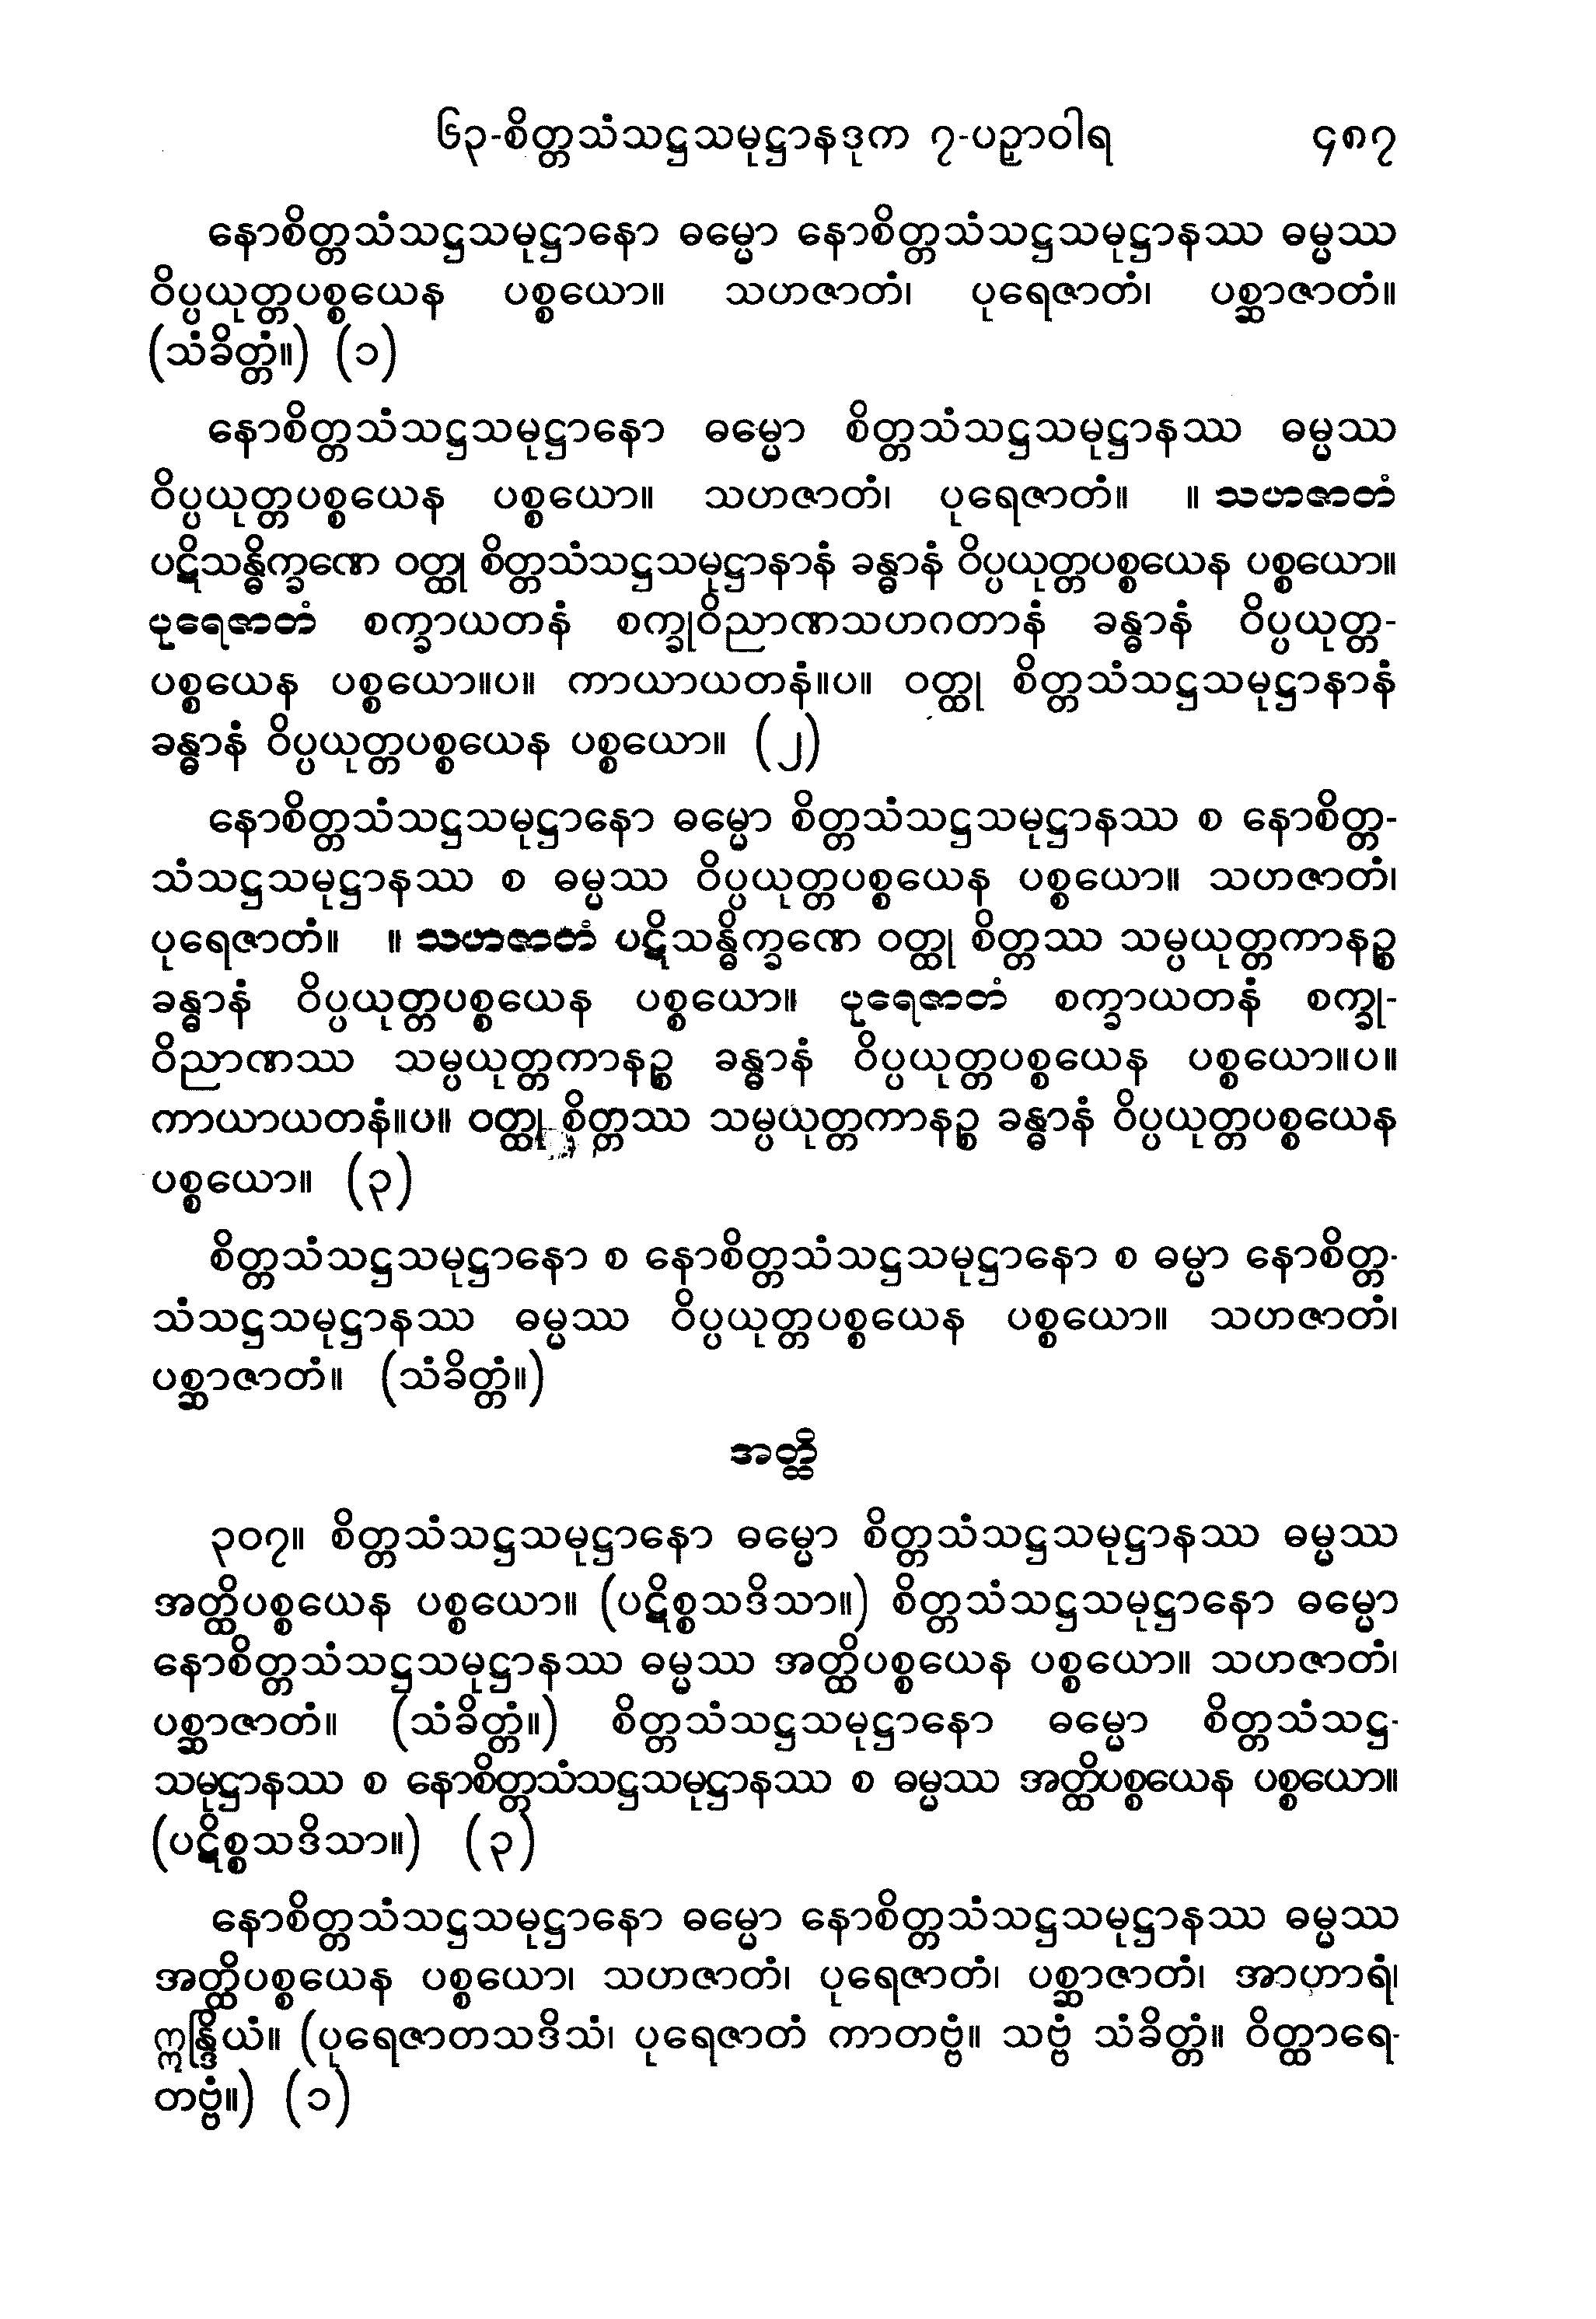 ၆၃-စိတ္တသံသဋ္ဌသမုဋ္ဌာနဒုက ၇-ပဉှာဝါရ ၄၈၇
နောစိတ္တသံသဋ္ဌသမုဋ္ဌာနော ဓမ္မော နောစိတ္တသံသဋ္ဌသမုဋ္ဌာနဿ ဓမ္မဿ
ဝိပ္ပယုတ္တပစ္စယေန ပစ္စယော။ သဟဇာတံ၊ ပုရေဇာတံ၊ ပစ္ဆာဇာတံ။
(သံခိတ္တံ။) (၁)
နောစိတ္တသံသဋ္ဌသမုဋ္ဌာနော ဓမ္မော စိတ္တသံသဋ္ဌသမုဋ္ဌာနဿ ဓမ္မဿ
ဝိပ္ပယုတ္တပစ္စယေန ပစ္စယော။ သဟဇာတံ၊ ပုရေဇာတံ။ ။ သဟဇာတံ
ပဋိသန္ဓိက္ခဏေ ဝတ္ထု စိတ္တသံသဋ္ဌသမုဋ္ဌာနာနံ ခန္ဓာနံ ဝိပ္ပယုတ္တပစ္စယေန ပစ္စယော။
ပုရေဇာတံ စက္ခာယတနံ စက္ခုဝိညာဏသဟဂတာနံ ခန္ဓာနံ ဝိပ္ပယုတ္တ-
ပစ္စယေန ပစ္စယော။ပ။ ကာယာယတနံ။ပ။ ဝတ္ထု စိတ္တသံသဋ္ဌသမုဋ္ဌာနာနံ
ခန္ဓာနံ ဝိပ္ပယုတ္တပစ္စယေန ပစ္စယော။ (၂)
နောစိတ္တသံသဋ္ဌသမုဋ္ဌာနော ဓမ္မော စိတ္တသံသဋ္ဌသမုဋ္ဌာနဿ စ နောစိတ္တ-
သံသဋ္ဌသမုဋ္ဌာနဿ စ ဓမ္မဿ ဝိပ္ပယုတ္တပစ္စယေန ပစ္စယော။ သဟဇာတံ၊
ပုရေဇာတံ။ ။ သဟဇာတံ ပဋိသန္ဓိက္ခဏေ ဝတ္ထု စိတ္တဿ သမ္ပယုတ္တကာနဉ္စ
ခန္ဓာနံ ဝိပ္ပယုတ္တပစ္စယေန ပစ္စယော။ ပုရေဇာတံ စက္ခာယတနံ စက္ခု-
ဝိညာဏဿ သမ္ပယုတ္တကာနဉ္စ ခန္ဓာနံ ဝိပ္ပယုတ္တပစ္စယေန ပစ္စယော။ပ။
ကာယာယတနံ။ပ။ ဝတ္ထု စိတ္တဿ သမ္ပယုတ္တကာနဉ္စ ခန္ဓာနံ ဝိပ္ပယုတ္တပစ္စယေန
ပစ္စယော။ (၃)
စိတ္တသံသဋ္ဌသမုဋ္ဌာနော စ နောစိတ္တသံသဋ္ဌသမုဋ္ဌာနော စ ဓမ္မာ နောစိတ္တ-
သံသဋ္ဌသမုဋ္ဌာနဿ ဓမ္မဿ ဝိပ္ပယုတ္တပစ္စယေန ပစ္စယော။ သဟဇာတံ၊
ပစ္ဆာဇာတံ။ (သံခိတ္တံ။)
အတ္ထိ
၃၀၇။ စိတ္တသံသဋ္ဌသမုဋ္ဌာနော ဓမ္မော စိတ္တသံသဋ္ဌသမုဋ္ဌာနဿ ဓမ္မဿ
အတ္ထိပစ္စယေန ပစ္စယော။ (ပဋိစ္စသဒိသာ။) စိတ္တသံသဋ္ဌသမုဋ္ဌာနော ဓမ္မော
နောစိတ္တသံသဋ္ဌသမုဋ္ဌာနဿ ဓမ္မဿ အတ္ထိပစ္စယေန ပစ္စယော။ သဟဇာတံ၊
ပစ္ဆာဇာတံ။ (သံခိတ္တံ။) စိတ္တသံသဋ္ဌသမုဋ္ဌာနော ဓမ္မော စိတ္တသံသဋ္ဌ-
သမုဋ္ဌာနဿ စ နောစိတ္တသံသဋ္ဌသမုဋ္ဌာနဿ စ ဓမ္မဿ အတ္ထိပစ္စယေန ပစ္စယော။
(ပဋိစ္စသဒိသာ။) (၃)
နောစိတ္တသံသဋ္ဌသမုဋ္ဌာနော ဓမ္မော နောစိတ္တသံသဋ္ဌသမုဋ္ဌာနဿ ဓမ္မဿ
အတ္ထိပစ္စယေန ပစ္စယော၊ သဟဇာတံ၊ ပုရေဇာတံ၊ ပစ္ဆာဇာတံ၊ အာဟာရံ၊
ဣန္ဒြိယံ။ (ပုရေဇာတသဒိသံ၊ ပုရေဇာတံ ကာတဗ္ဗံ။ သဗ္ဗံ သံခိတ္တံ။ ဝိတ္ထာရေ-
တဗ္ဗံ။) (၁)